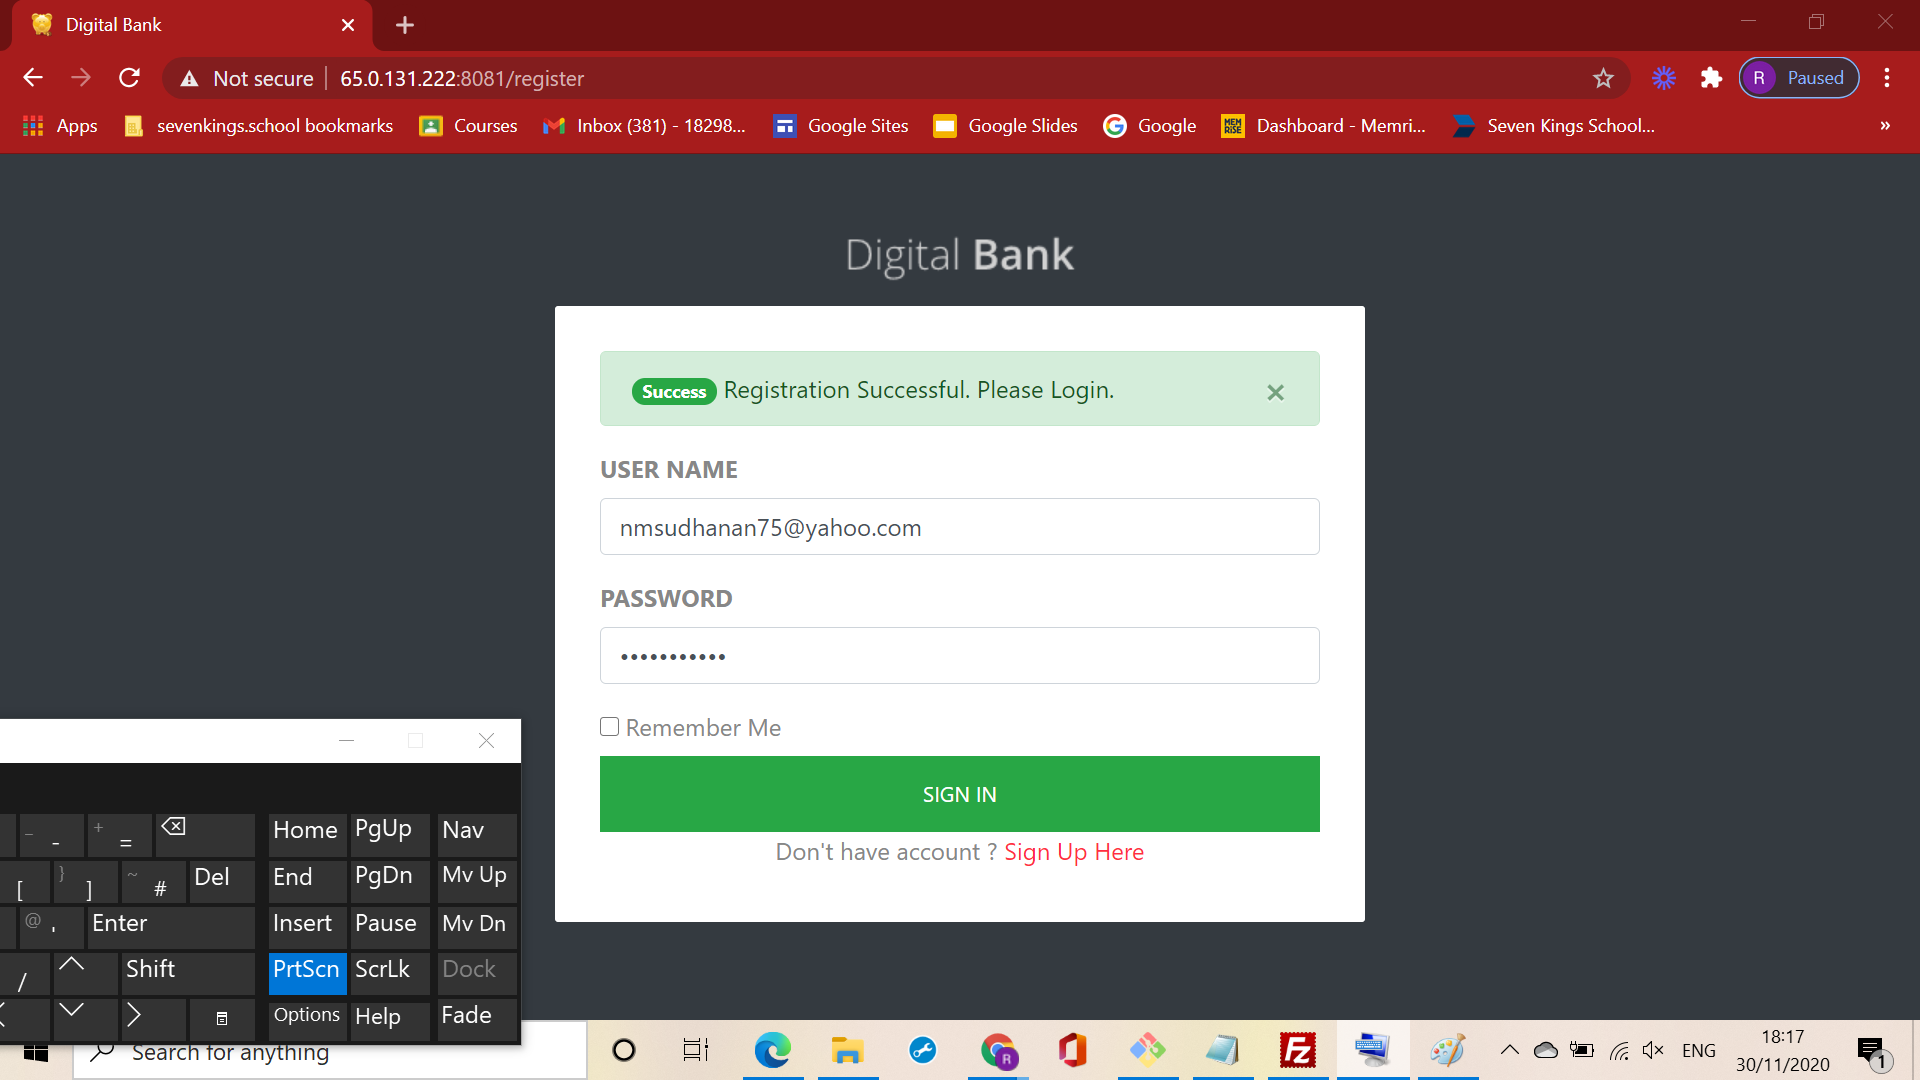 Digital Bank
Not secure 65.0.131.222:8081/register
R Paused
Apps sevenkings.school bookmarks Courses Inbox (381) - 18298... Google Sites Google Slides Google Dashboard - Memri... Seven Kings School... »
Digital Bank
Success Registration Successful. Please Login. ×
USER NAME
nmsudhanan75@yahoo.com
PASSWORD
•••••••••••
Remember Me
SIGN IN
Don't have account ? Sign Up Here
_ - + = Home PgUp Nav
[ } ] ~ # Del End PgDn Mv Up
@ ' Enter Insert Pause Mv Dn
/ Shift PrtScn ScrLk Dock
Options Help Fade
Search for anything
ENG
18:17
30/11/2020
1